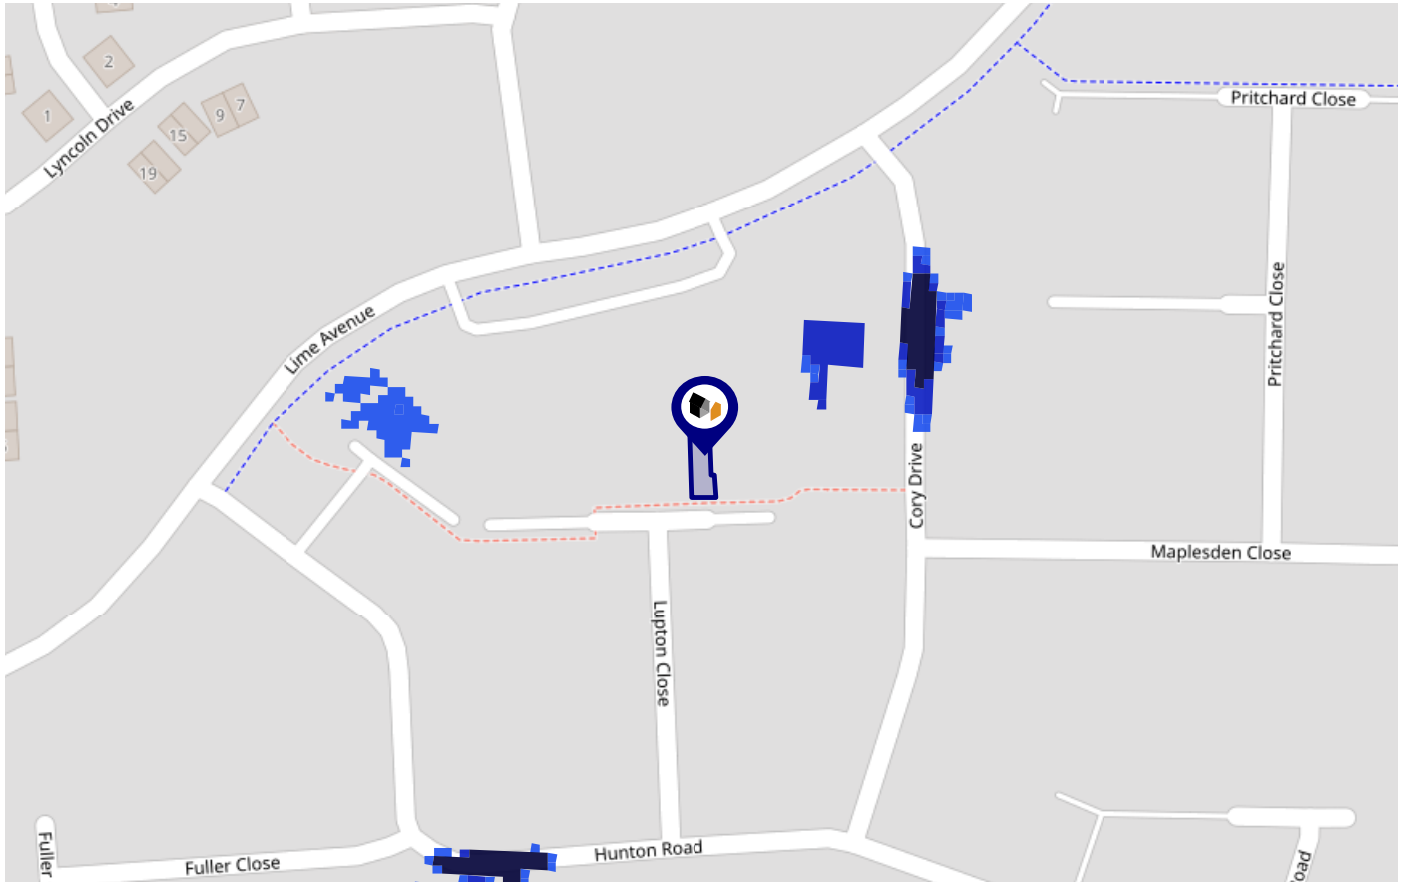 2
1
Lyncoln Drive
9
7
15
19
Pritchard Close
Lime Avenue
Pritchard Close
Cory Drive
Maplesden Close
Lupton Close
Fuller
Fuller Close
Hunton Road
oad